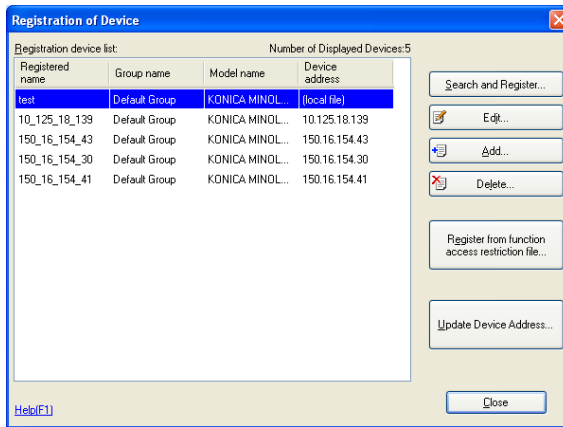 Registration of Device
Registration device list: Number of Displayed Devices:5
Registered name Group name Model name Device address
test Default Group KONICA MINOL... (local file)
10_125_18_139 Default Group KONICA MINOL... 10.125.18.139
150_16_154_43 Default Group KONICA MINOL... 150.16.154.43
150_16_154_30 Default Group KONICA MINOL... 150.16.154.30
150_16_154_41 Default Group KONICA MINOL... 150.16.154.41
Search and Register...
Edit...
Add...
Delete...
Register from function
access restriction file...
Update Device Address...
Help(F1)
Close